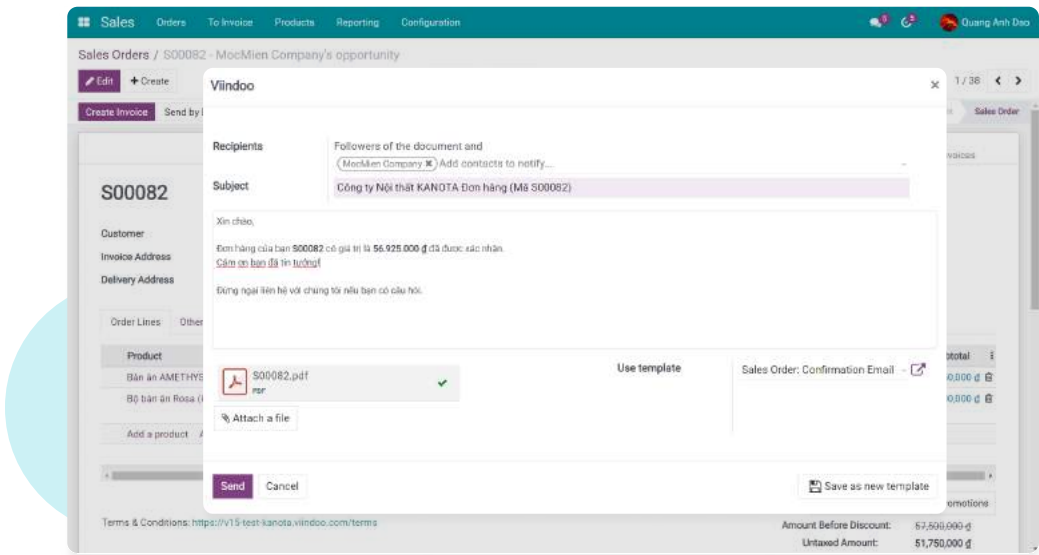 Sales Orders To Invoice Products Reporting Configuration Quang Anh Dao
Sales Orders / S00082 - MocMien Company's opportunity
Edit + Create 1 / 38
Viindoo
Create Invoice Send by Sales Order
Recipients Followers of the document and
MocMien Company Add contacts to notify...
Subject Công ty Nội thất KANOTA Đơn hàng (Mã S00082)
S00082
Xin chào,
Customer
Đơn hàng của bạn S00082 có giá trị là 56.925.000 ₫ đã được xác nhận.
Invoice Address
Cảm ơn bạn đã tin tưởng!
Delivery Address
Đừng ngại liên hệ với chúng tôi nếu bạn có câu hỏi.
Order Lines Other
Product
Bàn ăn AMETHYS
Bộ bàn ăn Rosa
Add a product
S00082.pdf
PDF
Use template Sales Order: Confirmation Email
Attach a file
Send Cancel Save as new template
Terms & Conditions: https://v15-test-kanota.viindoo.com/terms
Amount Before Discount: 57,500,000 ₫
Untaxed Amount: 51,750,000 ₫